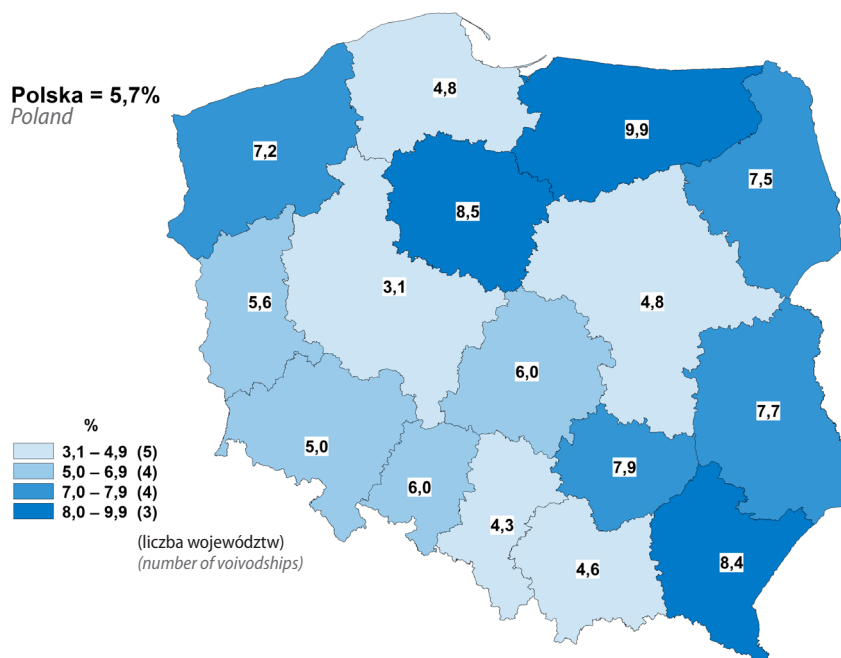 Polska = 5,7%
Poland
4,8
9,9
7,2
7,5
8,5
3,1
5,6
4,8
6,0
7,7
5,0
7,9
6,0
4,3
4,6
8,4
%
3,1 – 4,9 (5)
5,0 – 6,9 (4)
7,0 – 7,9 (4)
8,0 – 9,9 (3)
(liczba województw)
(number of voivodships)